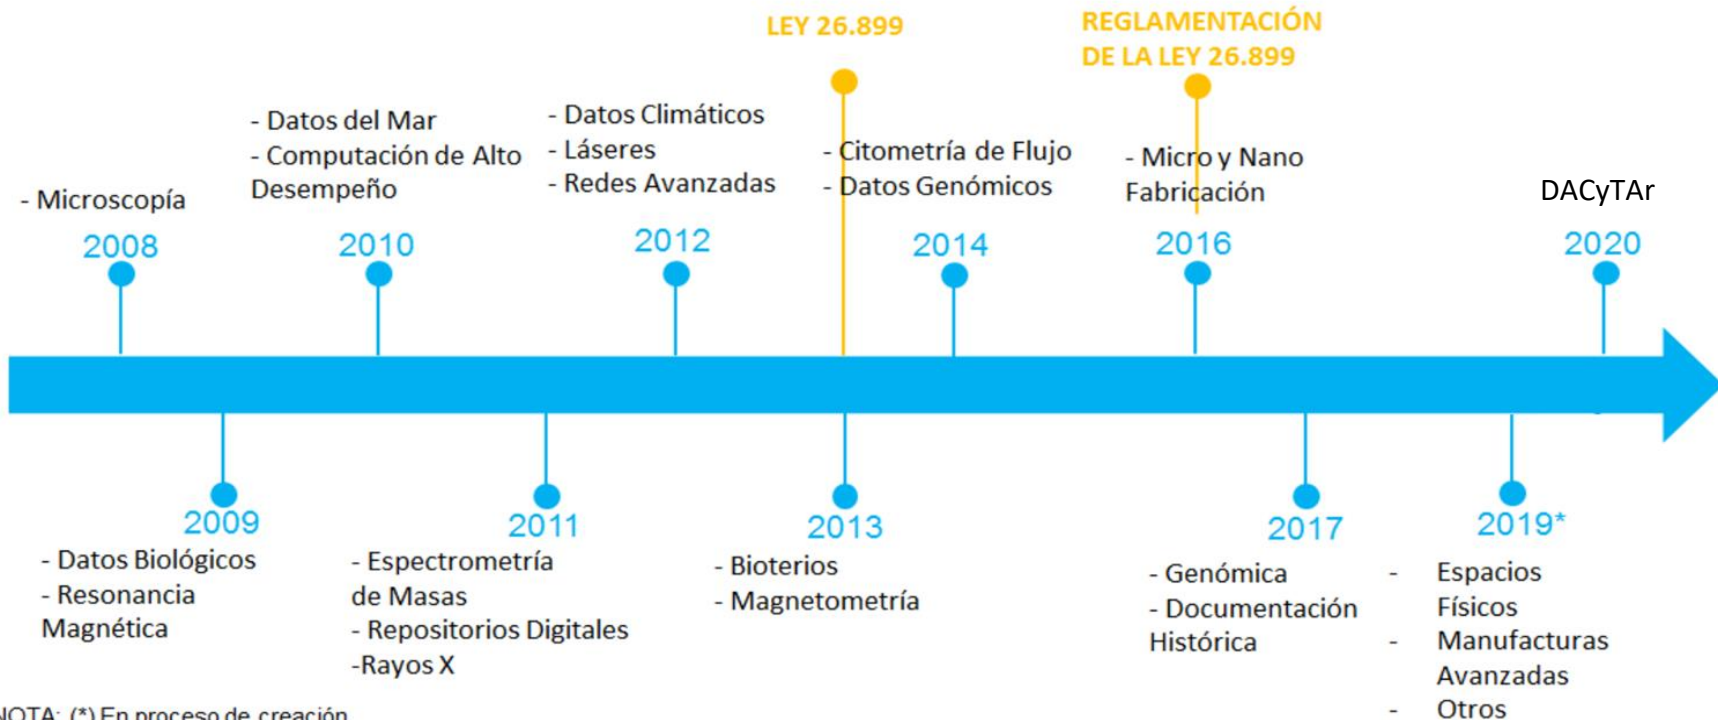 LEY 26.899
REGLAMENTACIÓN
DE LA LEY 26.899
- Microscopía
2008
- Datos del Mar
- Computación de Alto
Desempeño
2010
- Datos Climáticos
- Láseres
- Redes Avanzadas
2012
- Citometría de Flujo
- Datos Genómicos
2014
- Micro y Nano
Fabricación
2016
DACyTAr
2020
2009
- Datos Biológicos
- Resonancia
Magnética
2011
- Espectrometría
de Masas
- Repositorios Digitales
-Rayos X
2013
- Bioterios
- Magnetometría
2017
- Genómica
- Documentación
Histórica
2019*
- Espacios
Físicos
- Manufacturas
Avanzadas
- Otros
NOTA: (*) En proceso de creación